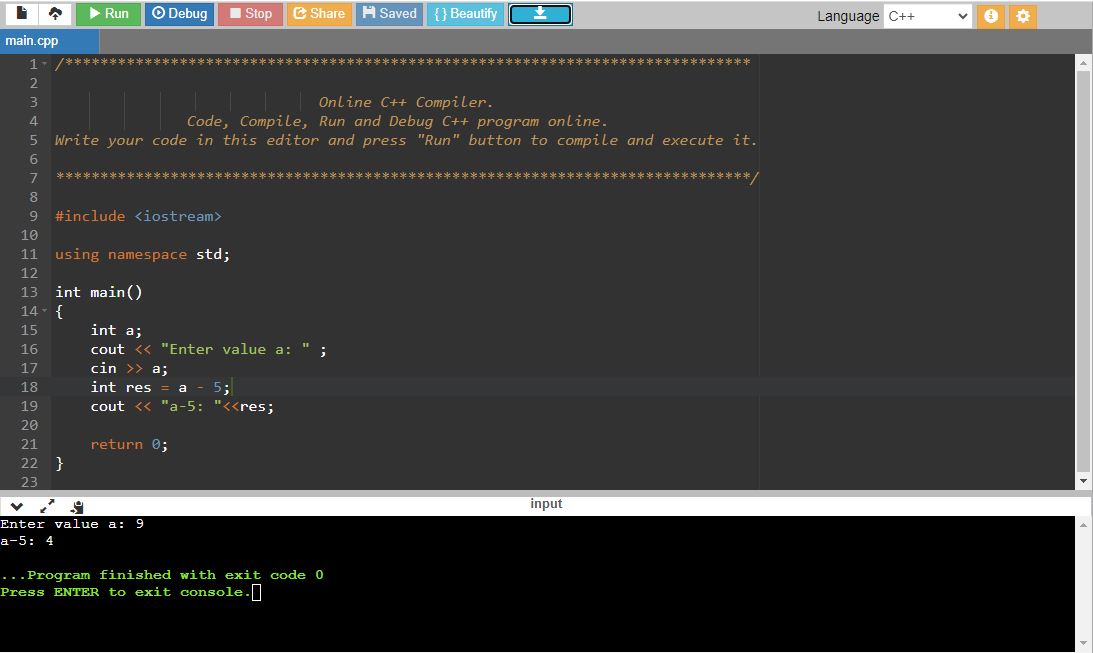 Run Debug Stop Share Saved { } Beautify Language C++
main.cpp
1 /******************************************************************************
2
3 Online C++ Compiler.
4 Code, Compile, Run and Debug C++ program online.
5 Write your code in this editor and press "Run" button to compile and execute it.
6
7 *******************************************************************************/
8
9 #include <iostream>
10
11 using namespace std;
12
13 int main()
14 {
15 int a;
16 cout << "Enter value a: " ;
17 cin >> a;
18 int res = a - 5;
19 cout << "a-5: "<<res;
20
21 return 0;
22 }
23
input
Enter value a: 9
a-5: 4
...Program finished with exit code 0
Press ENTER to exit console.